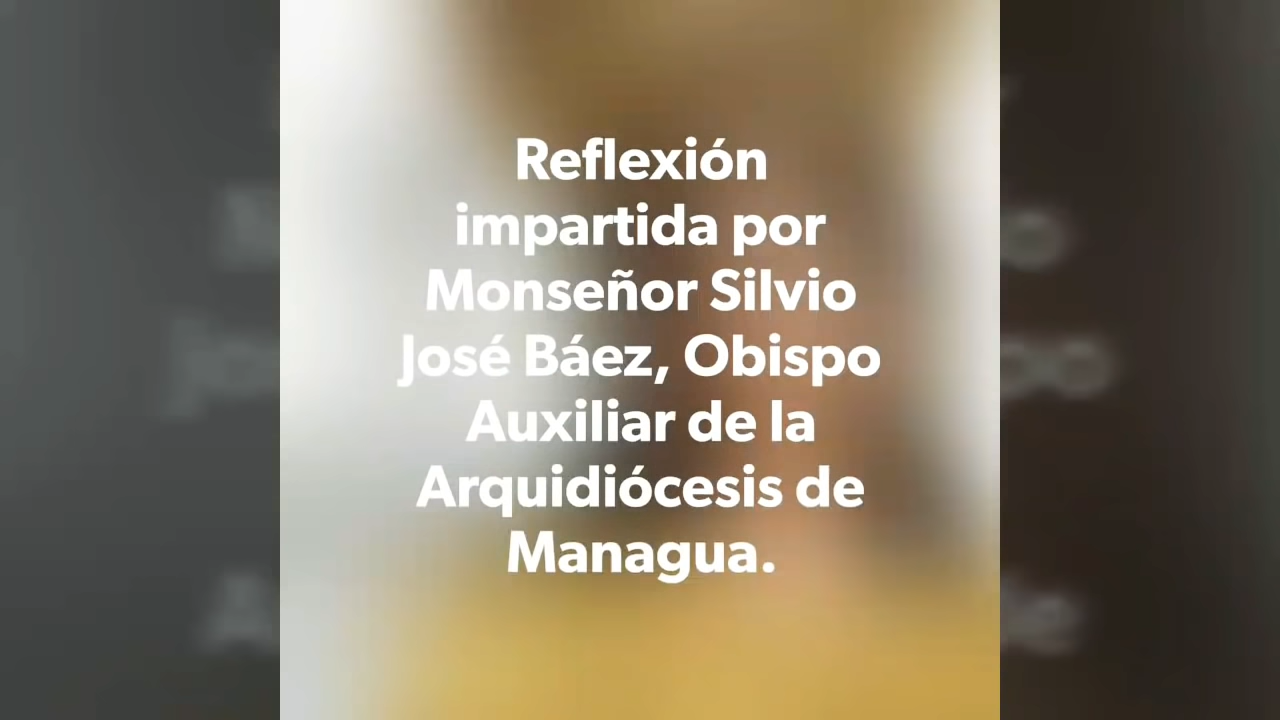 Reflexión
impartida por
Monseñor Silvio
José Báez, Obispo
Auxiliar de la
Arquidiócesis de
Managua.